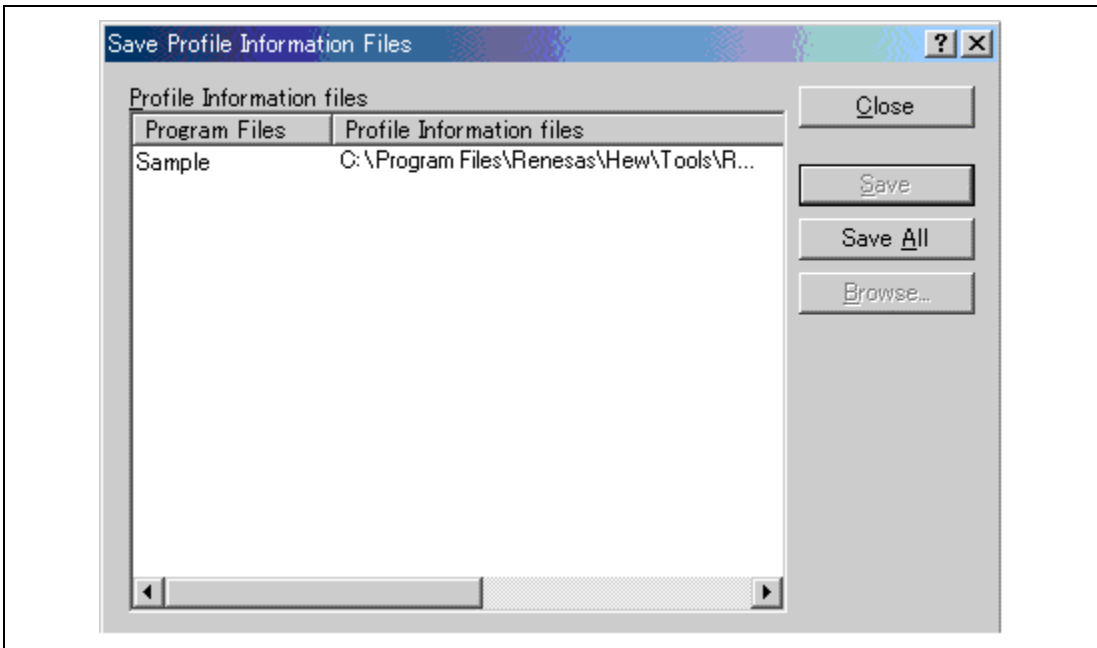 Save Profile Information Files
Profile Information files
Program Files Profile Information files
Sample C:\Program Files\Renesas\Hew\Tools\R...
Close
Save
Save All
Browse...